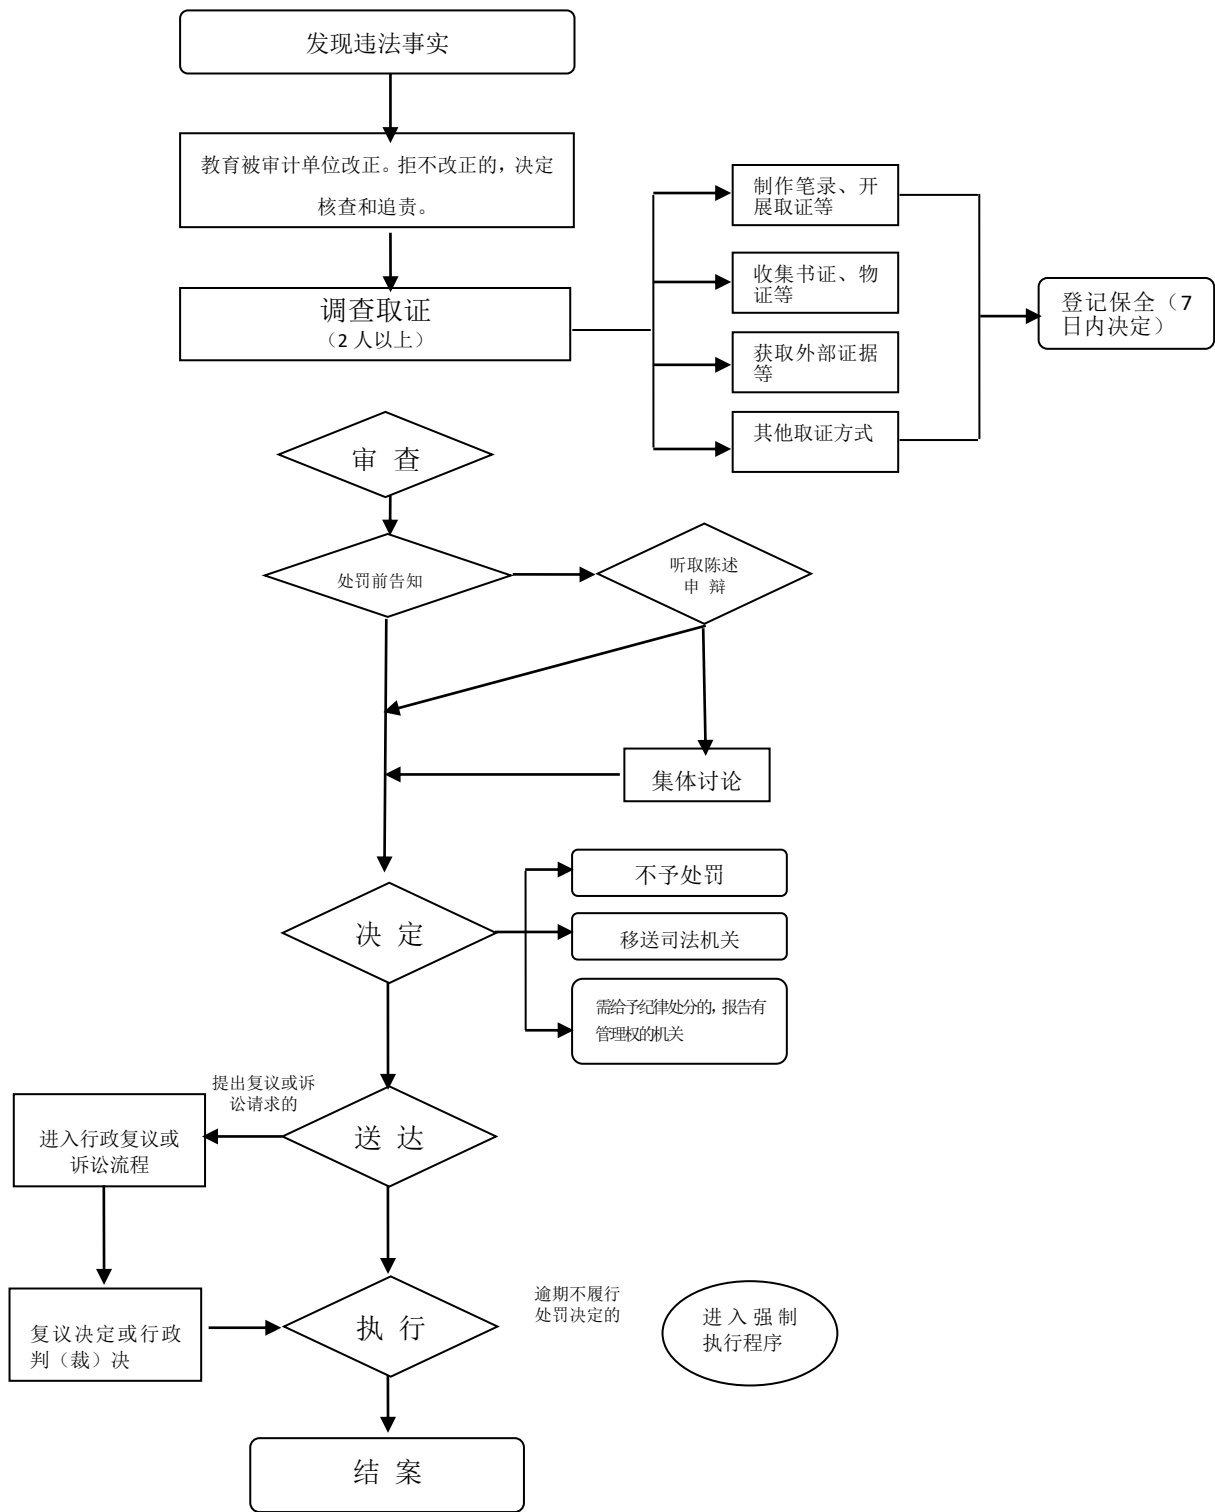 发现违法事实
教育被审计单位改正。拒不改正的，决定
核查和追责。
调查取证
（2 人以上）
制作笔录、开
展取证等
收集书证、物
证等
获取外部证据
等
其他取证方式
登记保全（7
日内决定）
审 查
处罚前告知
听取陈述
申 辩
集体讨论
决 定
不予处罚
移送司法机关
需给予纪律处分的，报告有
管理权的机关
提出复议或诉
讼请求的
进入行政复议或
诉讼流程
送 达
复议决定或行政
判（裁）决
执 行
逾期不履行
处罚决定的
进 入 强 制
执行程序
结 案